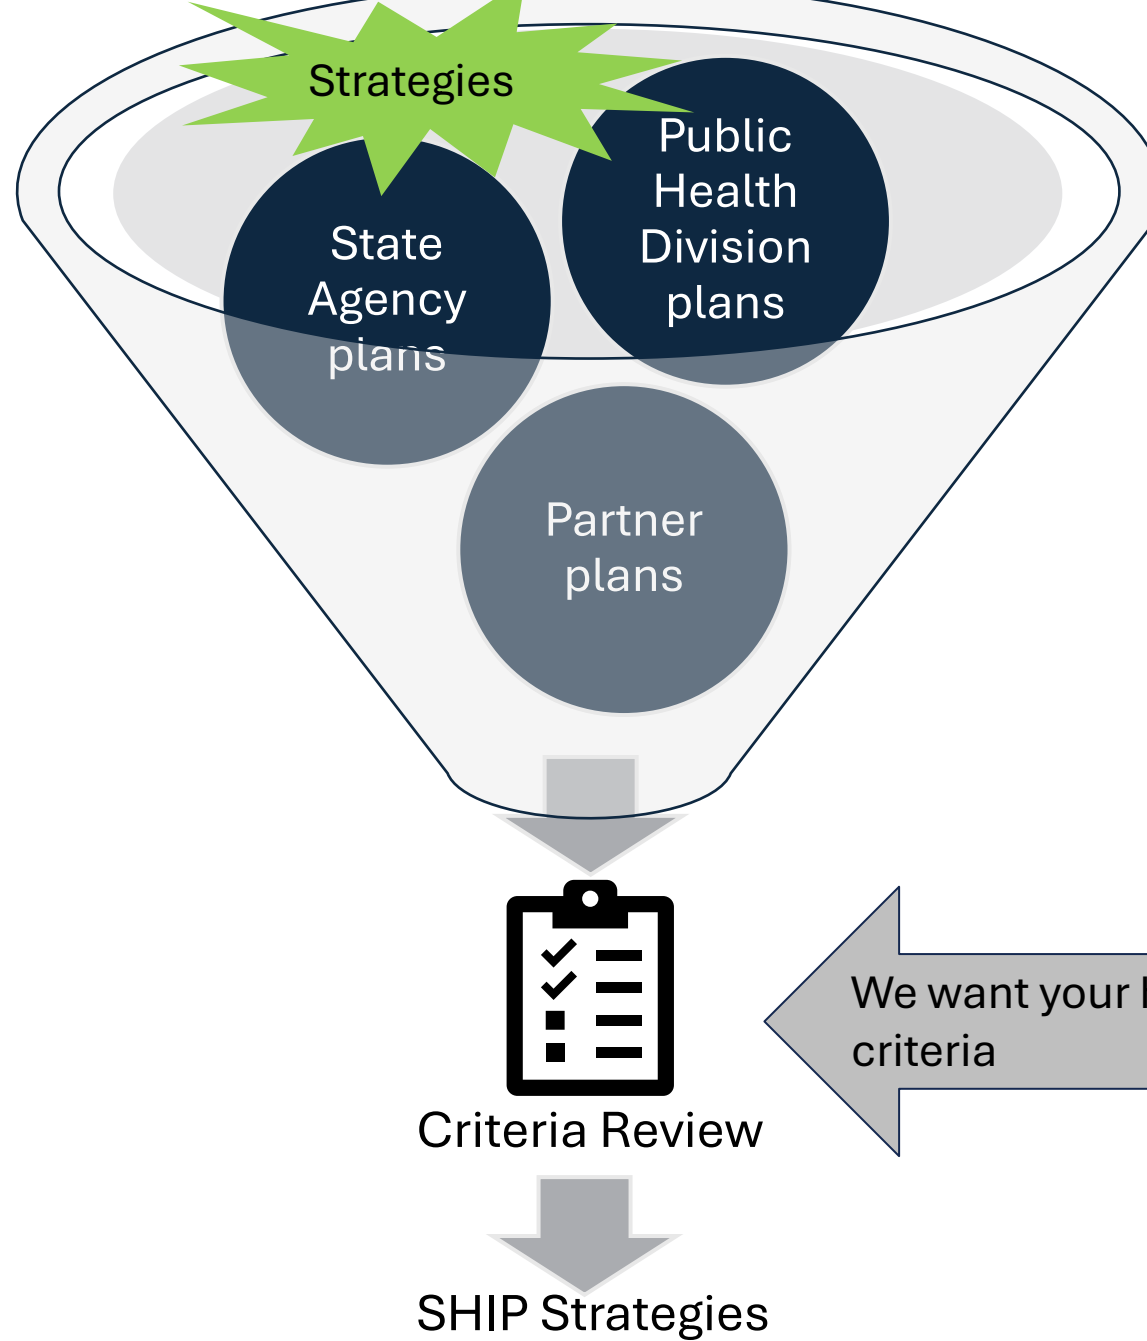 Strategies
Public
Health
Division
plans
State
Agency
plans
Partner
plans
We want your
criteria
Criteria Review
SHIP Strategies